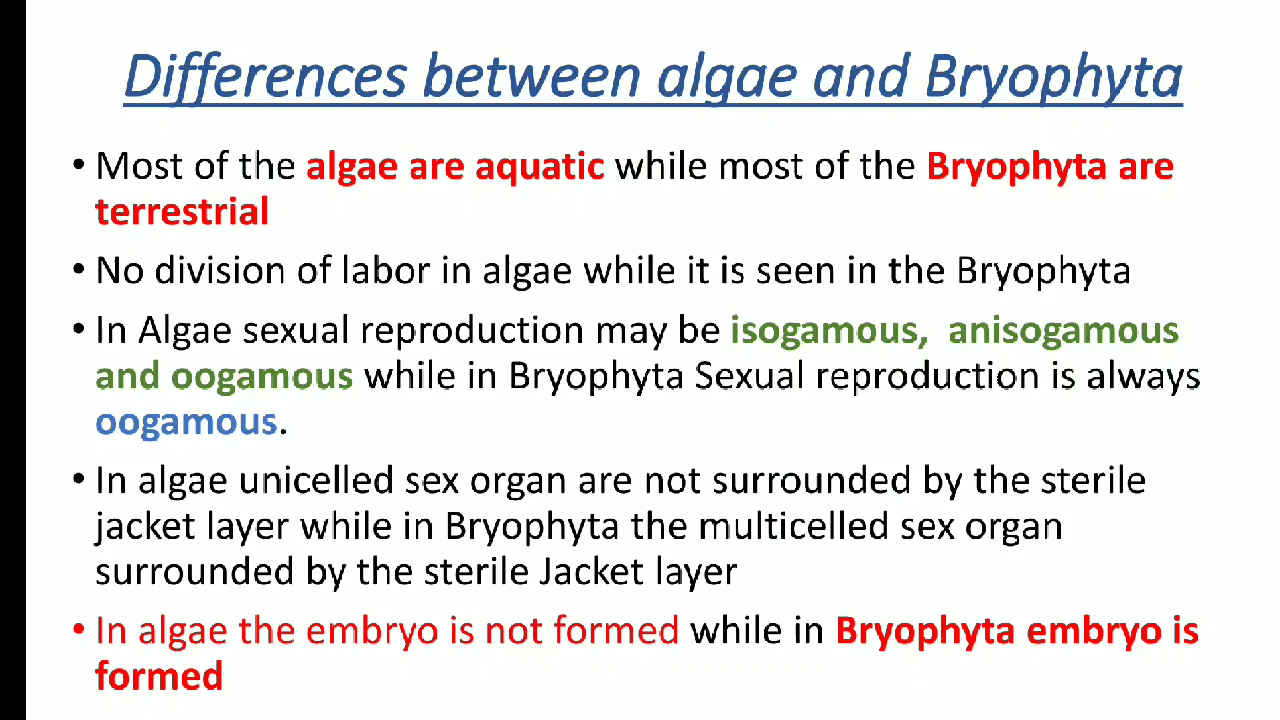 Differences between algae and Bryophyta
• Most of the algae are aquatic while most of the Bryophyta are
terrestrial
• No division of labor in algae while it is seen in the Bryophyta
• In Algae sexual reproduction may be isogamous, anisogamous
and oogamous while in Bryophyta Sexual reproduction is always
oogamous.
• In algae unicelled sex organ are not surrounded by the sterile
jacket layer while in Bryophyta the multicelled sex organ
surrounded by the sterile Jacket layer
• In algae the embryo is not formed while in Bryophyta embryo is
formed